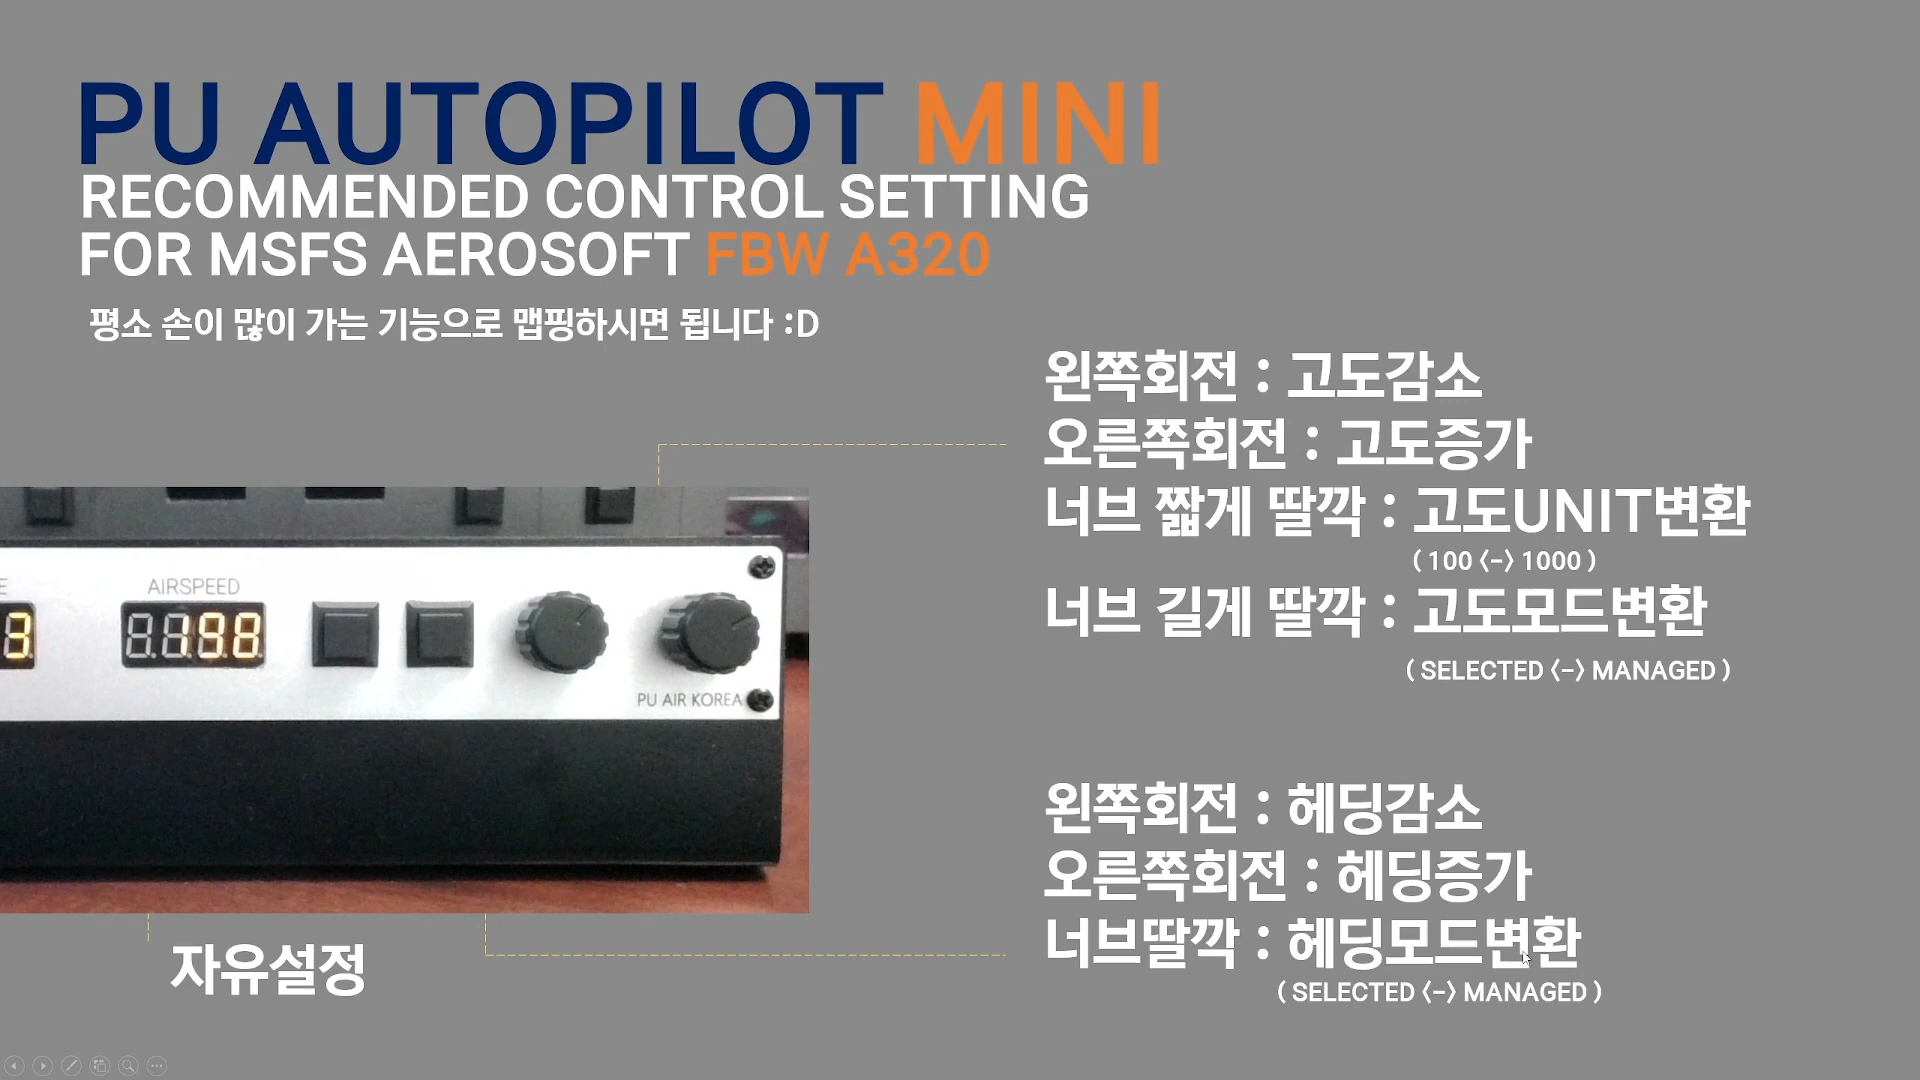 PU AUTOPILOT MINI
RECOMMENDED CONTROL SETTING
FOR MSFS AEROSOFT FBW A320
평소 손이 많이 가는 기능으로 맵핑하시면 됩니다 :D
왼쪽회전 : 고도감소
오른쪽회전 : 고도증가
너브 짧게 딸깍 : 고도UNIT변환
( 100 <-> 1000 )
너브 길게 딸깍 : 고도모드변환
( SELECTED <-> MANAGED )
E
3
AIRSPEED
198
PU AIR KOREA
왼쪽회전 : 헤딩감소
오른쪽회전 : 헤딩증가
너브딸깍 : 헤딩모드변환
( SELECTED <-> MANAGED )
자유설정